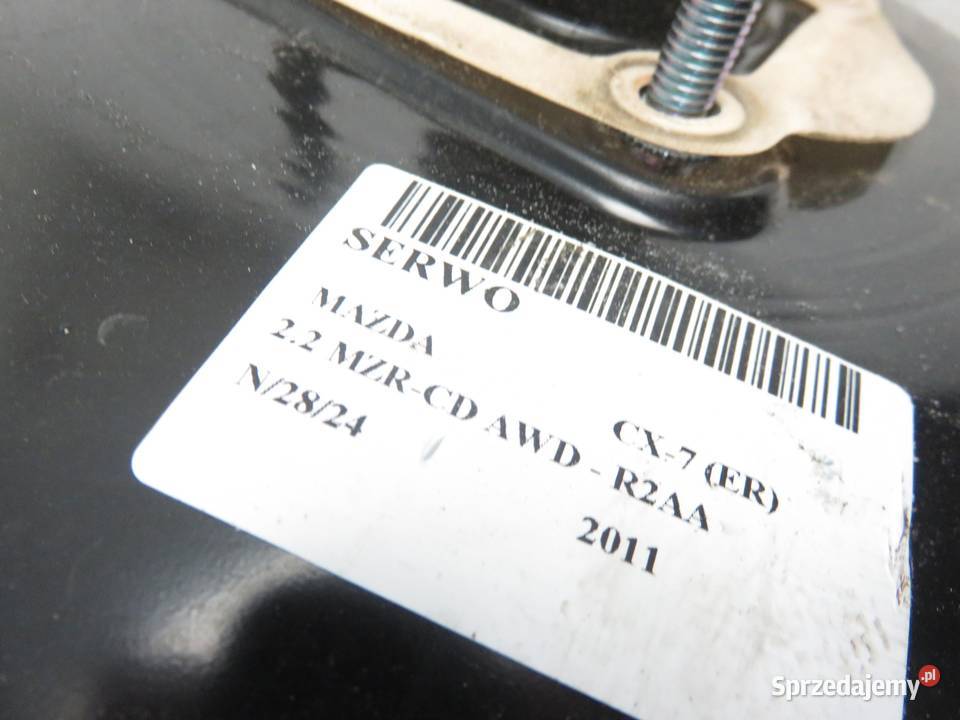 SERWO
MAZDA CX-7 (ER)
2.2 MZR-CD AWD - R2AA
N/28/24 2011
Sprzedajemy.pl